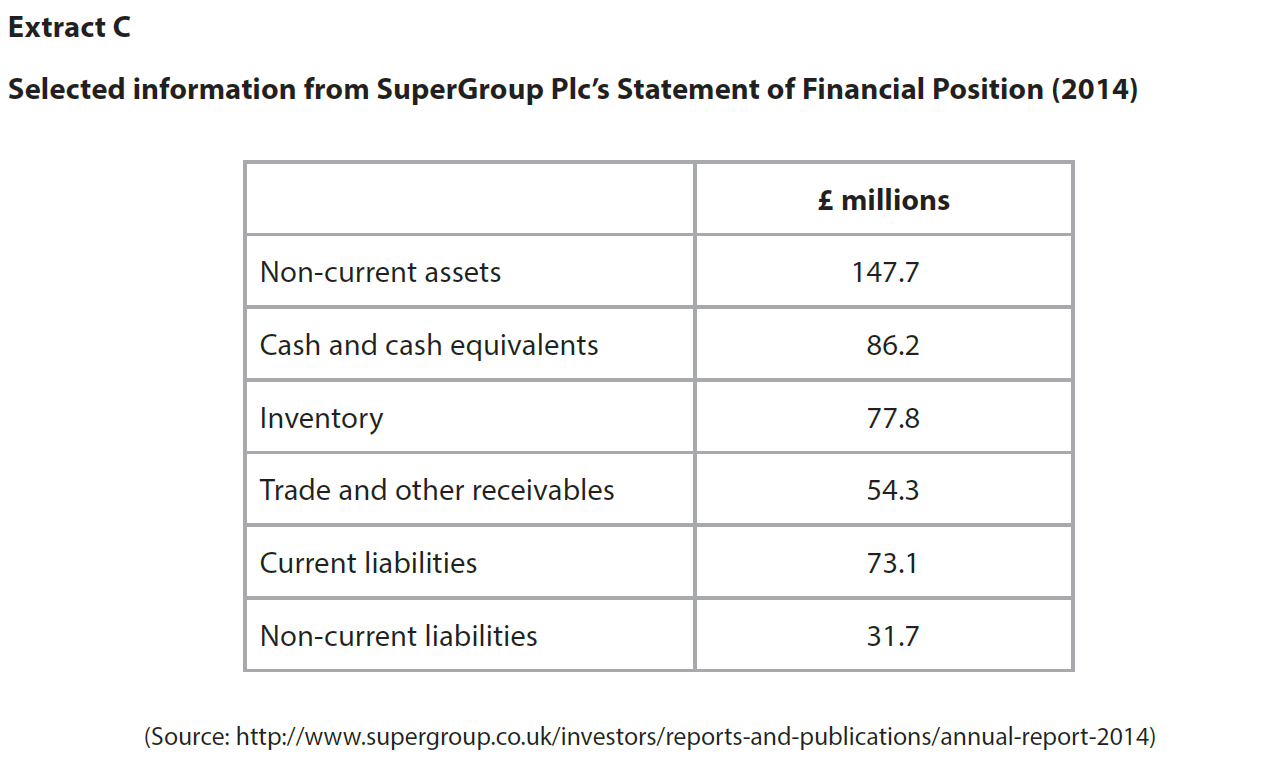 Extract C
Selected information from SuperGroup Plc’s Statement of Financial Position (2014)
£ millions
Non-current assets 147.7
Cash and cash equivalents 86.2
Inventory 77.8
Trade and other receivables 54.3
Current liabilities 73.1
Non-current liabilities 31.7
(Source: http://www.supergroup.co.uk/investors/reports-and-publications/annual-report-2014)